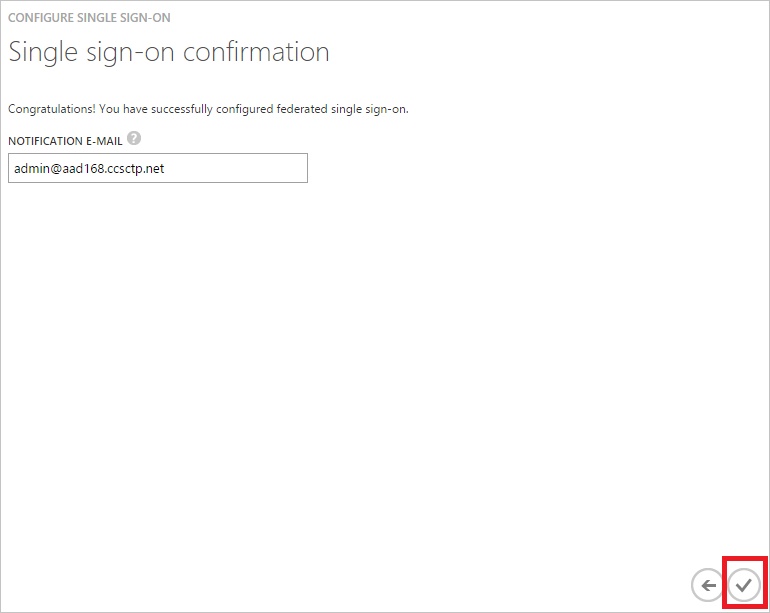 CONFIGURE SINGLE SIGN-ON
Single sign-on confirmation
Congratulations! You have successfully configured federated single sign-on.
NOTIFICATION E-MAIL ?
admin@aad168.ccsctp.net